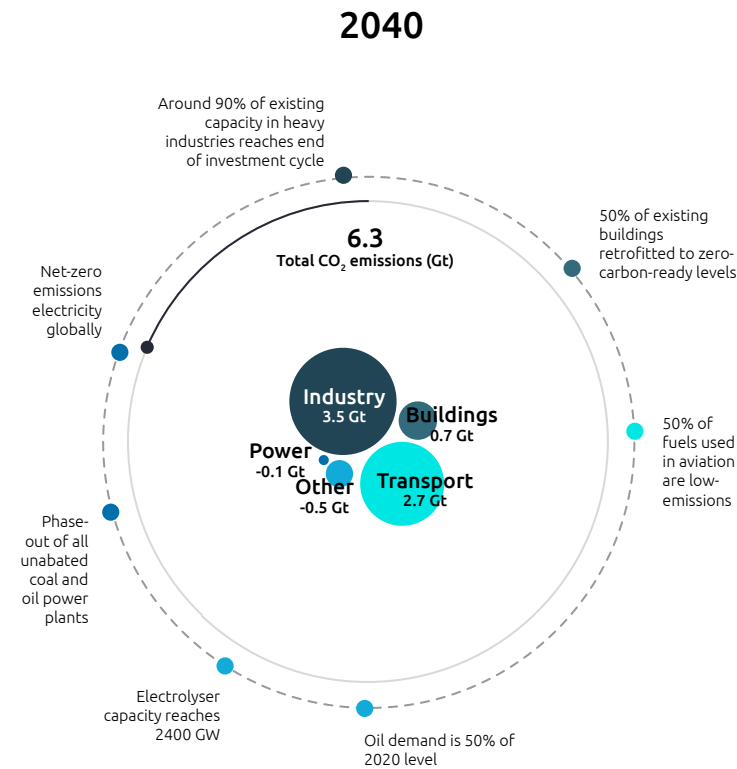 2040
Around 90% of existing
capacity in heavy
industries reaches end
of investment cycle
50% of existing
buildings
retrofitted to zero-
carbon-ready levels
6.3
Total CO2 emissions (Gt)
Net-zero
emissions
electricity
globally
Industry
3.5 Gt
Buildings
0.7 Gt
Power
-0.1 Gt
Other
-0.5 Gt
Transport
2.7 Gt
50% of
fuels used
in aviation
are low-
emissions
Phase-
out of all
unabated
coal and
oil power
plants
Electrolyser
capacity reaches
2400 GW
Oil demand is 50% of
2020 level